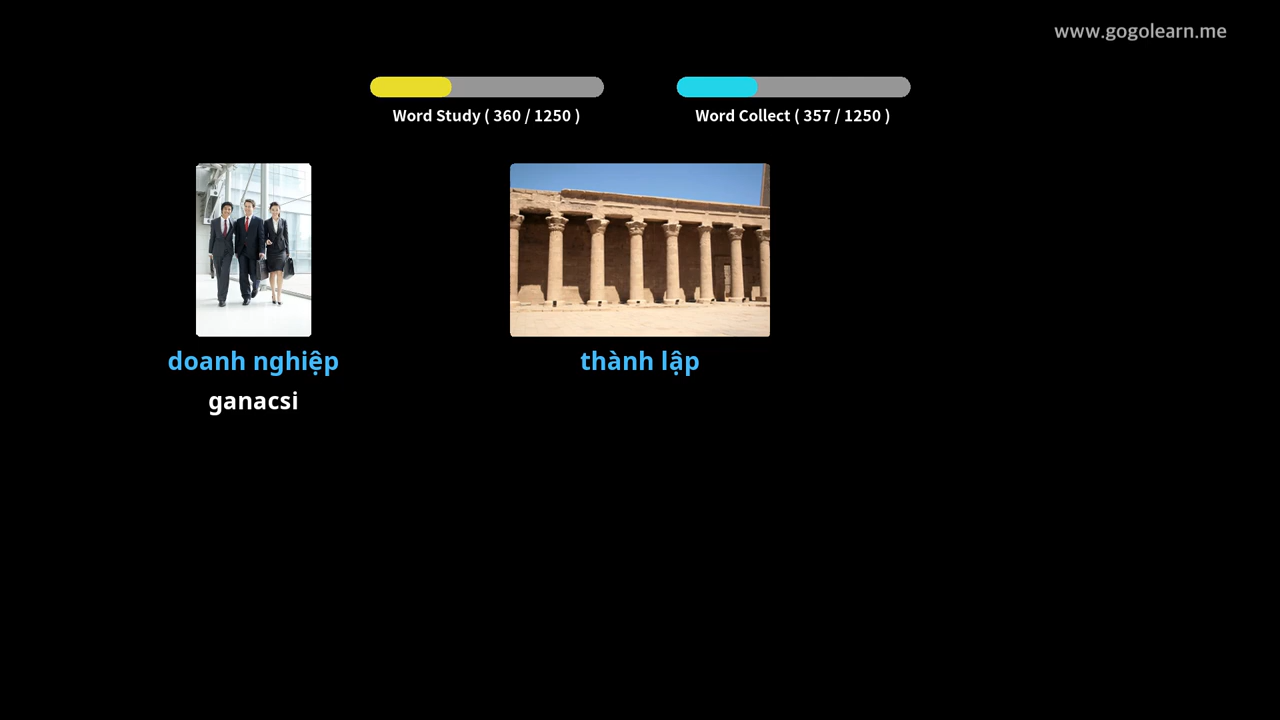 www.gogolearn.me
Word Study ( 360 / 1250 )
Word Collect ( 357 / 1250 )
doanh nghiệp
thành lập
ganacsi